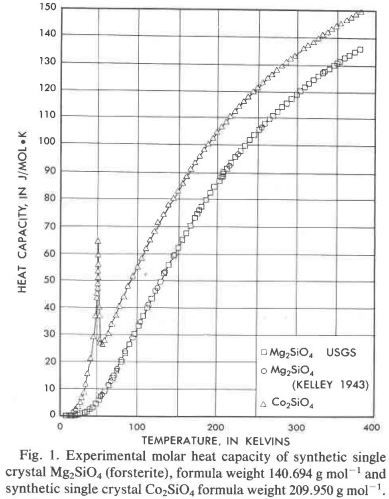 150
140
130
120
110
100
90
80
70
60
50
40
30
20
10
0
HEAT CAPACITY, IN J/MOL•K
□ Mg₂SiO₄ USGS
○ Mg₂SiO₄
(KELLEY 1943)
△ Co₂SiO₄
0 100 200 300 400
TEMPERATURE, IN KELVINS
Fig. 1. Experimental molar heat capacity of synthetic single
crystal Mg₂SiO₄ (forsterite), formula weight 140.694 g mol⁻¹ and
synthetic single crystal Co₂SiO₄ formula weight 209.950 g mol⁻¹.